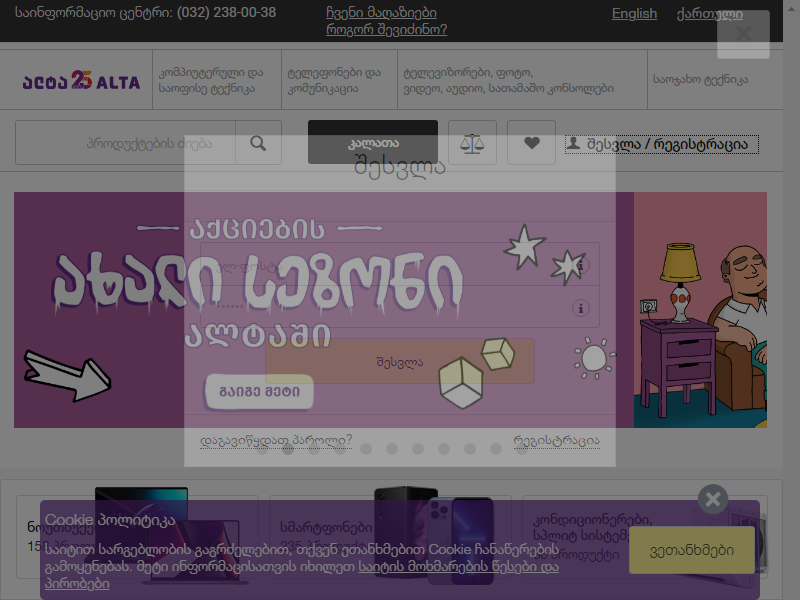 საინფორმაციო ცენტრი: (032) 238-00-38
ჩვენი მაღაზიები
როგორ შევიძინო?
English
ქართული
ალტა 25 ALTA
კომპიუტერული და
საოფისე ტექნიკა
ტელეფონები და
კომუნიკაცია
ტელევიზორები, ფოტო,
ვიდეო, აუდიო, სათამაშო კონსოლები
საოჯახო ტექნიკა
პროდუქტების ძიება
კალათა
შესვლა / რეგისტრაცია
შესვლა
აქციების
ახალი სეზონი
ალტაში
შესვლა
გაიგე მეტი
დაგავიწყდათ პაროლი?
რეგისტრაცია
სმარტფონები
კონდიციონერები,
Cookie პოლიტიკა
საიტით სარგებლობის გაგრძელებით, თქვენ ეთანხმებით Cookie ჩანაწერების
გამოყენებას. მეტი ინფორმაციისათვის იხილეთ საიტის მოხმარების წესები და
პირობები
ვეთანხმები